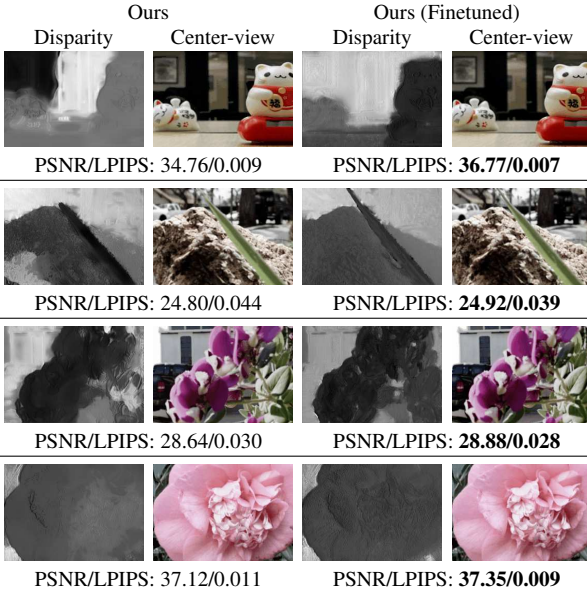 Ours Ours (Finetuned)
Disparity Center-view Disparity Center-view
福 福
PSNR/LPIPS: 34.76/0.009 PSNR/LPIPS: 36.77/0.007
PSNR/LPIPS: 24.80/0.044 PSNR/LPIPS: 24.92/0.039
PSNR/LPIPS: 28.64/0.030 PSNR/LPIPS: 28.88/0.028
PSNR/LPIPS: 37.12/0.011 PSNR/LPIPS: 37.35/0.009